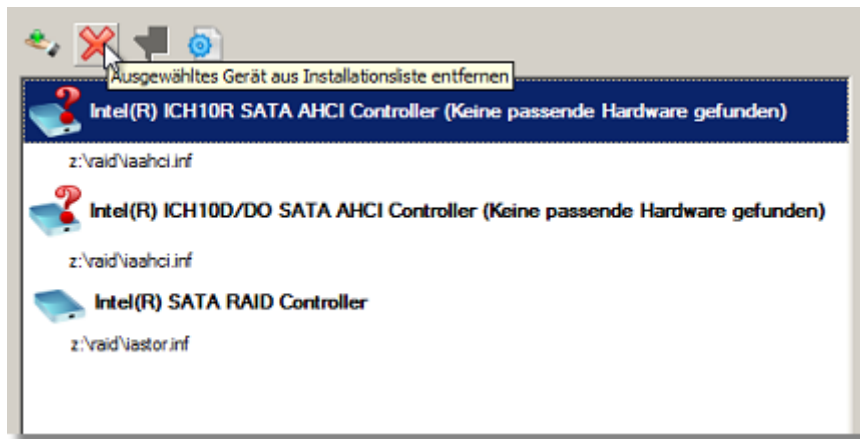 Ausgewähltes Gerät aus Installationsliste entfernen
Intel(R) ICH10R SATA AHCI Controller (Keine passende Hardware gefunden)
z:\raid\iaahci.inf
Intel(R) ICH10D/DO SATA AHCI Controller (Keine passende Hardware gefunden)
z:\raid\iaahci.inf
Intel(R) SATA RAID Controller
z:\raid\iastor.inf